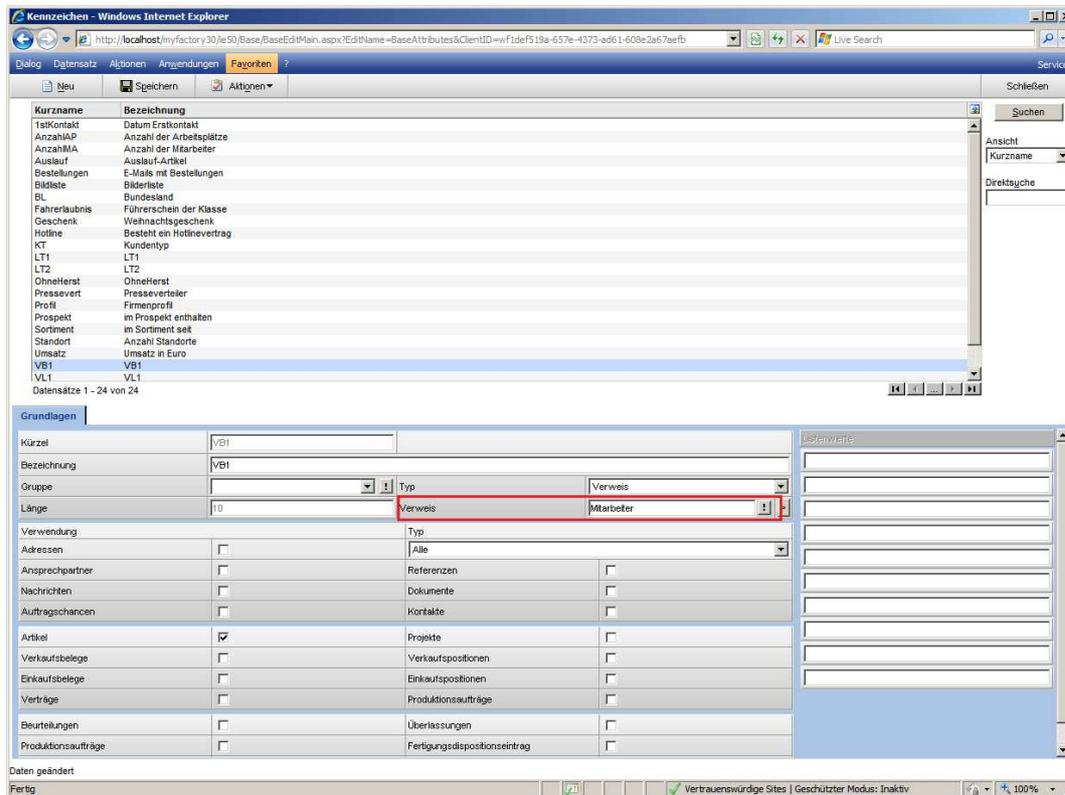 Kennzeichen - Windows Internet Explorer
http://localhost/myfactory30/ie50/Base/BaseEditMain.aspx?EditName=BaseAttributes&ClientID=wf1def519a-657e-4373-ad61-608e2a67aefb
Live Search
Dialog Datensatz Aktionen Anwendungen Favoriten ? Service
Neu Speichern Aktionen Schließen
Kurzname Bezeichnung Suchen
1stKontakt Datum Erstkontakt
AnzahlAP Anzahl der Arbeitsplätze
AnzahlMA Anzahl der Mitarbeiter
Ansicht
Auslauf Auslauf-Artikel
Kurzname
Bestellungen E-Mails mit Bestellungen
Bildliste Bilderliste
Direktsuche
BL Bundesland
Fahrerlaubnis Führerschein der Klasse
Geschenk Weihnachtsgeschenk
Hotline Besteht ein Hotlinevertrag
KT Kundentyp
LT1 LT1
LT2 LT2
OhneHerst OhneHerst
Pressevert Presseverteiler
Profil Firmenprofil
Prospekt im Prospekt enthalten
Sortiment im Sortiment seit
Standort Anzahl Standorte
Umsatz Umsatz in Euro
VB1 VB1
VL1 VL1
Datensätze 1 - 24 von 24 ...
Grundlagen
Kürzel VB1 Listenwerte
Bezeichnung VB1
Gruppe ! Typ Verweis
Länge 10 Verweis Mitarbeiter !
Verwendung Typ
Adressen Alle
Ansprechpartner Referenzen
Nachrichten Dokumente
Auftragschancen Kontakte
Artikel Projekte
Verkaufsbelege Verkaufspositionen
Einkaufsbelege Einkaufspositionen
Verträge Produktionsaufträge
Beurteilungen Überlassungen
Produktionsaufträge Fertigungsdispositionseintrag
Daten geändert
Fertig Vertrauenswürdige Sites | Geschützter Modus: Inaktiv 100%